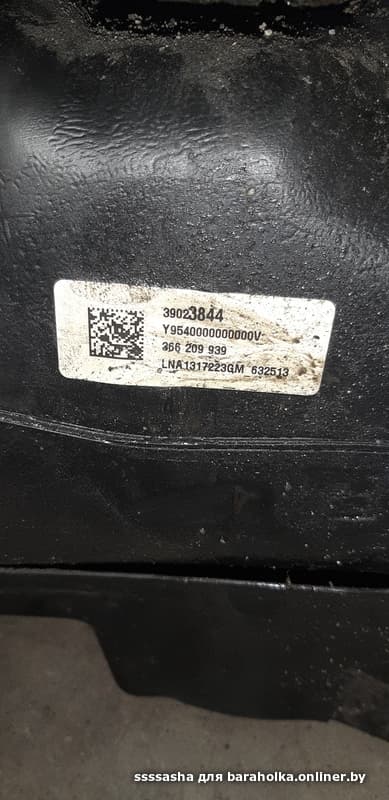 39023844
Y9540000000000V
366 209 939
LNA1317223GM 632513
ssssasha для baraholka.onliner.by